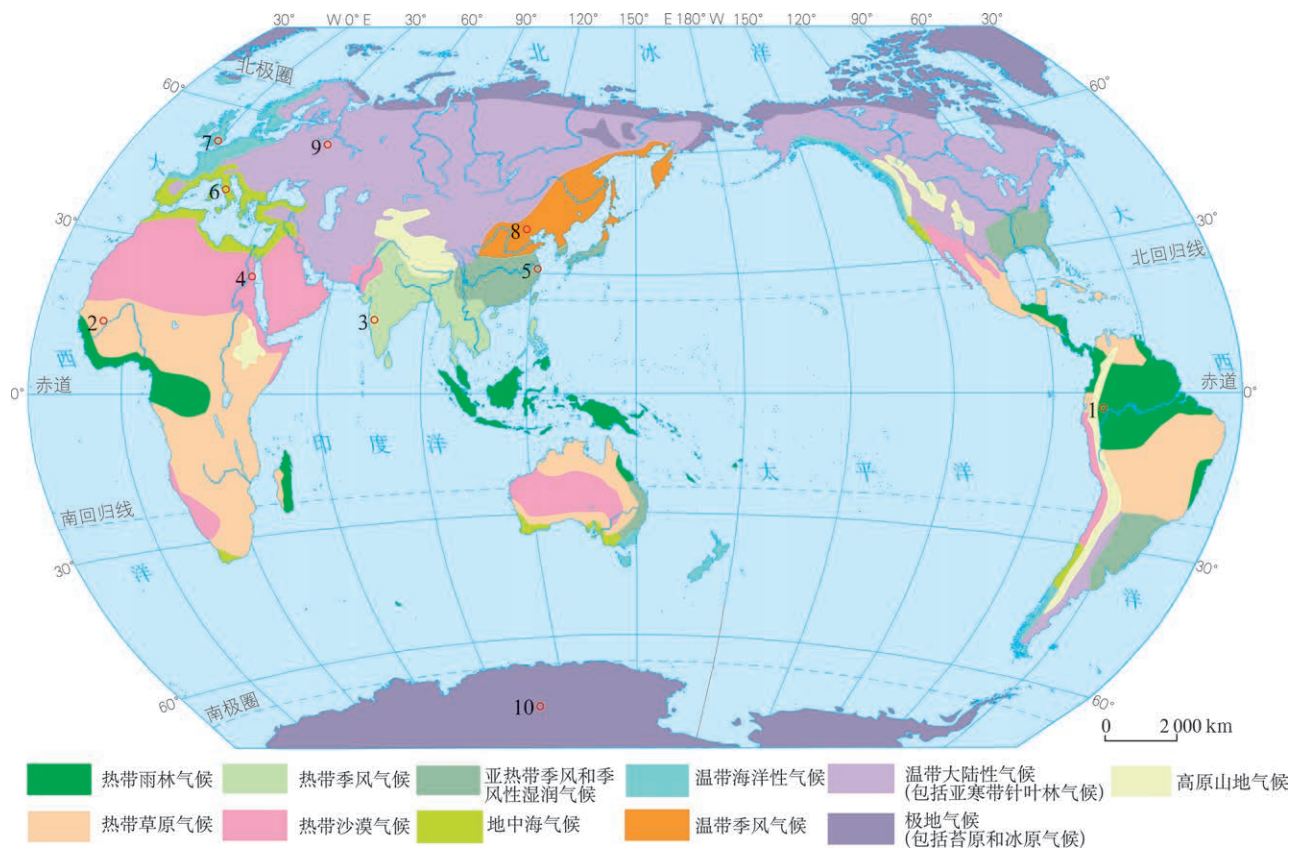 30° W 0° E 30° 60° 90° 120° 150° E 180° W 150° 120° 90° 60° 30°
北 冰 洋
北极圈
60°
60°
7
9
大
6
30°
8
大
30°
5
4
北回归线
2
3
西
西
赤道
赤道
0°
0°
1
印 度 洋
太 平 洋
南回归线
30°
洋
30°
洋
60°
南极圈
60°
10
0 2 000 km
热带雨林气候
热带季风气候
亚热带季风和季
风性湿润气候
温带海洋性气候
温带大陆性气候
(包括亚寒带针叶林气候)
高原山地气候
热带草原气候
热带沙漠气候
地中海气候
温带季风气候
极地气候
(包括苔原和冰原气候)